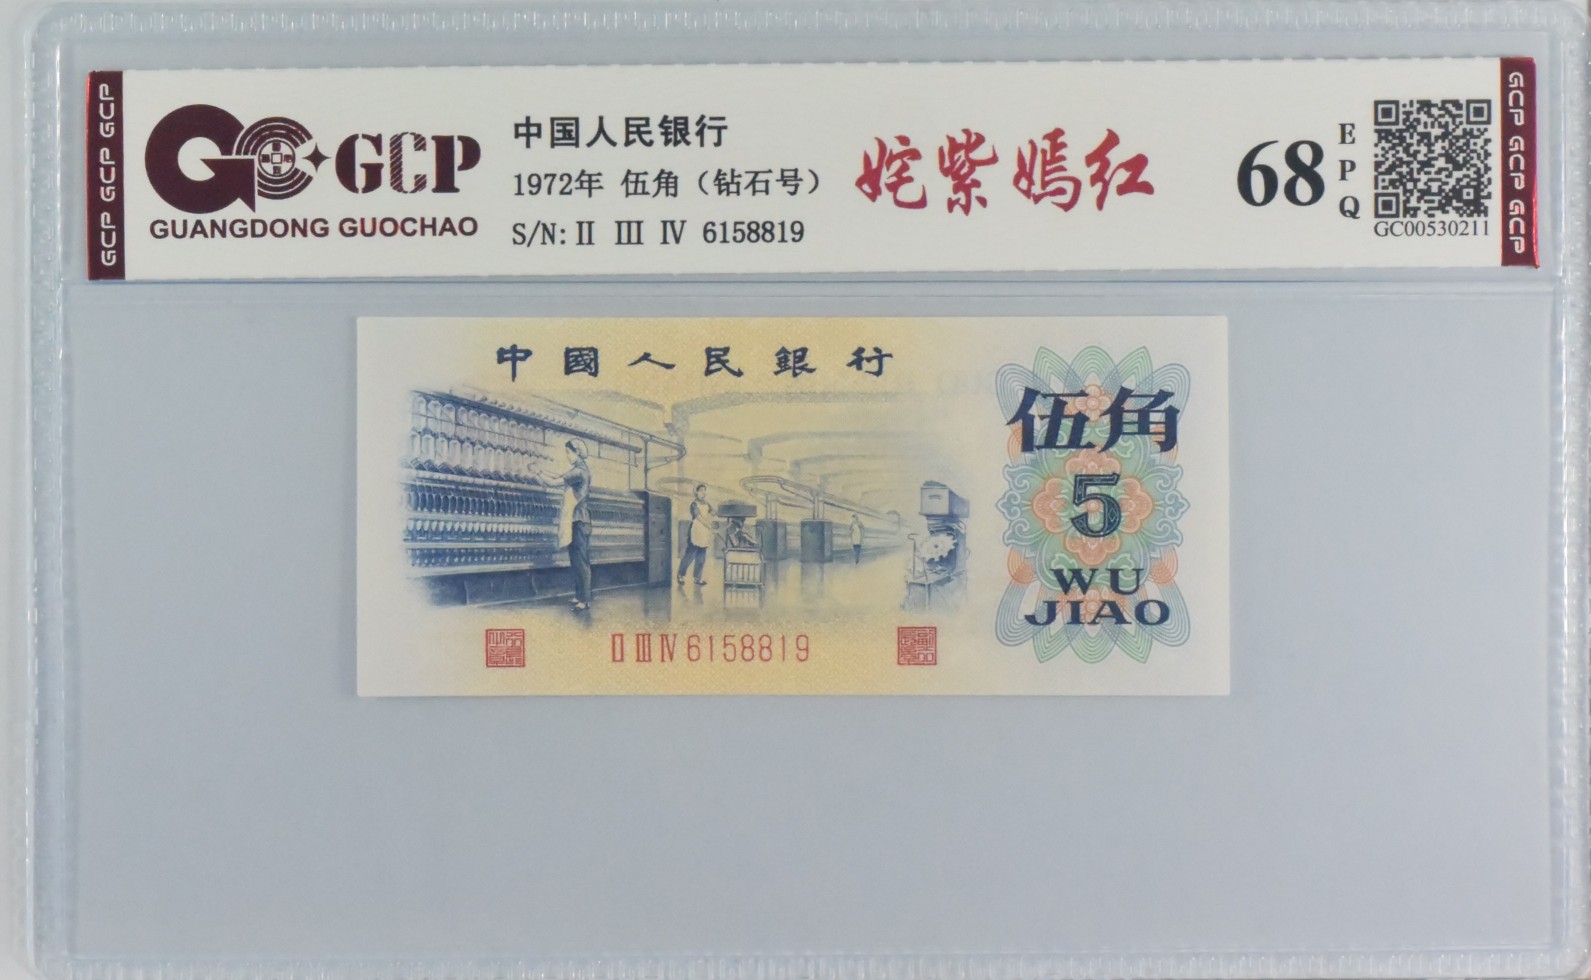 GCP GCP GCP
GCP
GUANGDONG GUOCHAO
中国人民银行
1972年 伍角（钻石号）
S/N: II III IV 6158819
姹紫嫣红
68
EPQ
GC00530211
GCP GCP GCP
中國人民銀行
伍角
5
WU
JIAO
II III IV 6158819